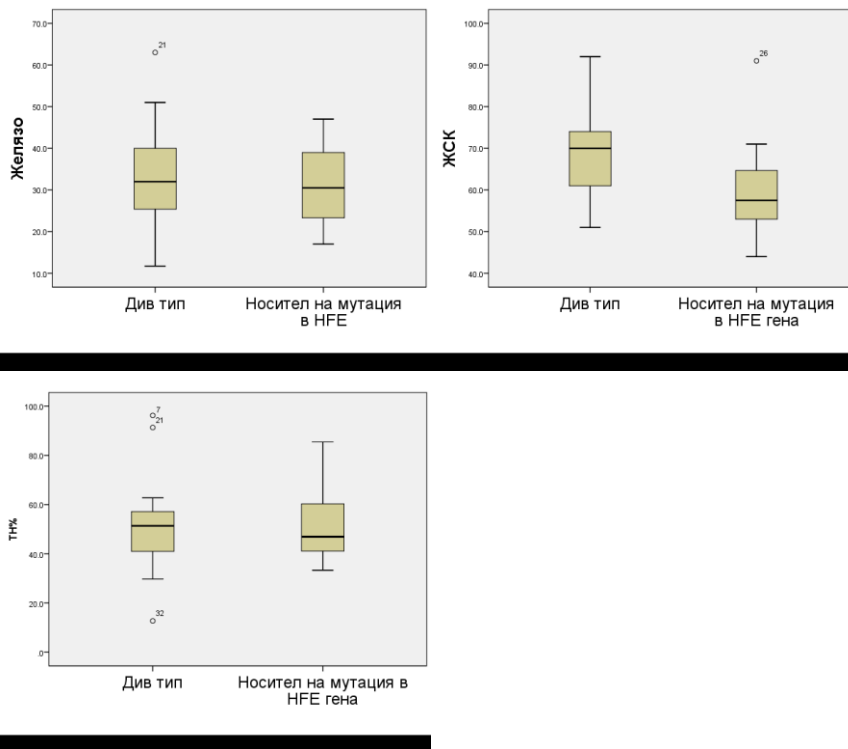 70.0
60.0
50.0
40.0
30.0
20.0
10.0
Желязо
21
Див тип
Носител на мутация
в HFE
100.0
90.0
80.0
70.0
60.0
50.0
40.0
ЖСК
26
Див тип
Носител на мутация
в HFE гена
100.0
80.0
60.0
40.0
20.0
.0
ТН%
7
21
32
Див тип
Носител на мутация в
HFE гена